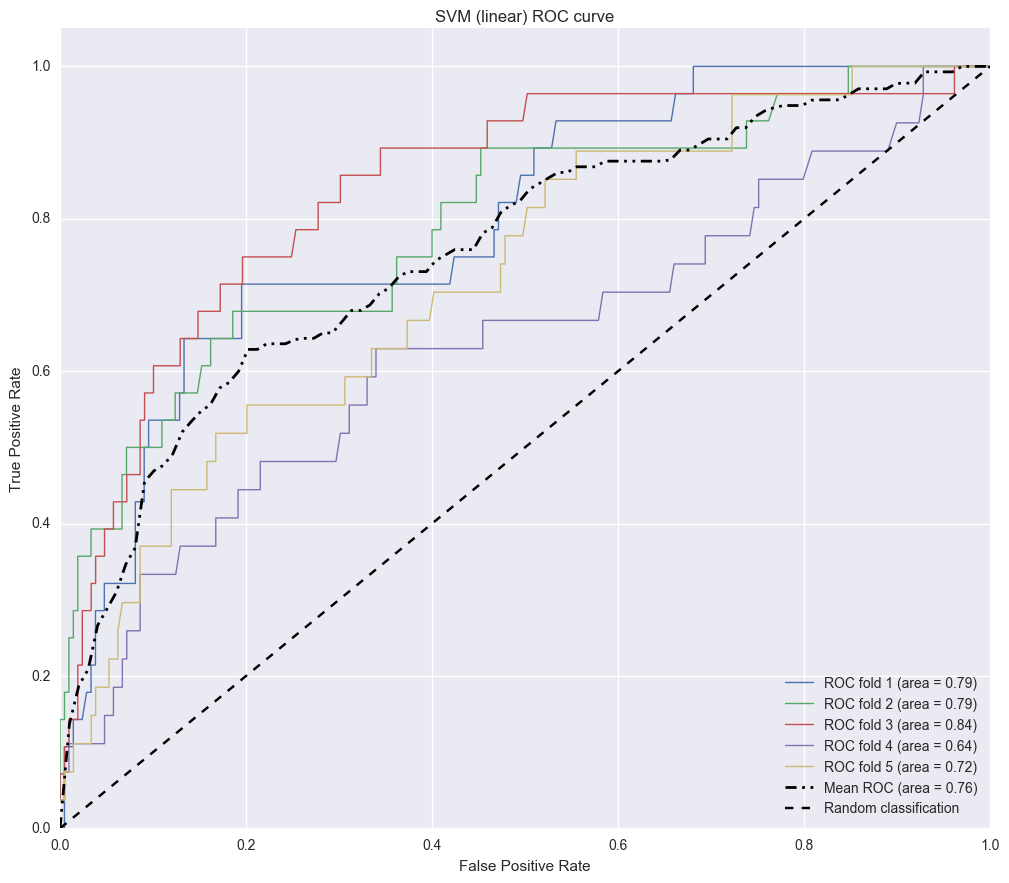 SVM (linear) ROC curve
True Positive Rate
1.0
0.8
0.6
0.4
0.2
0.0
ROC fold 1 (area = 0.79)
ROC fold 2 (area = 0.79)
ROC fold 3 (area = 0.84)
ROC fold 4 (area = 0.64)
ROC fold 5 (area = 0.72)
Mean ROC (area = 0.76)
Random classification
0.0 0.2 0.4 0.6 0.8 1.0
False Positive Rate